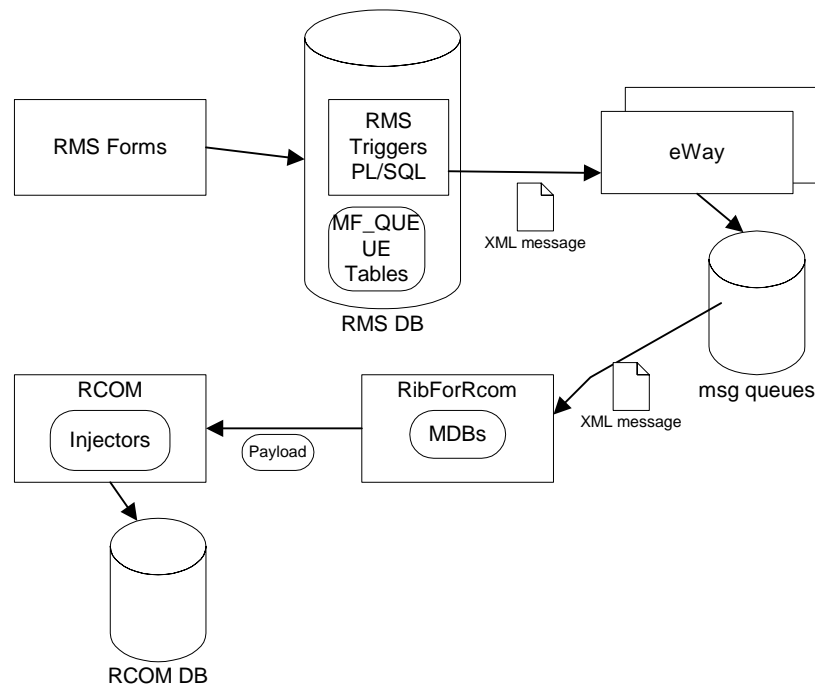 RMS Forms
RMS
Triggers
PL/SQL
MF_QUE
UE
Tables
RMS DB
XML message
eWay
msg queues
XML message
RibForRcom
MDBs
Payload
RCOM
Injectors
RCOM DB